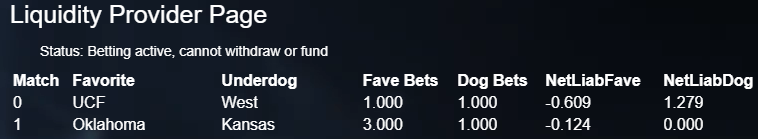 Liquidity Provider Page
Status: Betting active, cannot withdraw or fund
Match Favorite Underdog Fave Bets Dog Bets NetLiabFave NetLiabDog
0 UCF West 1.000 1.000 -0.609 1.279
1 Oklahoma Kansas 3.000 1.000 -0.124 0.000